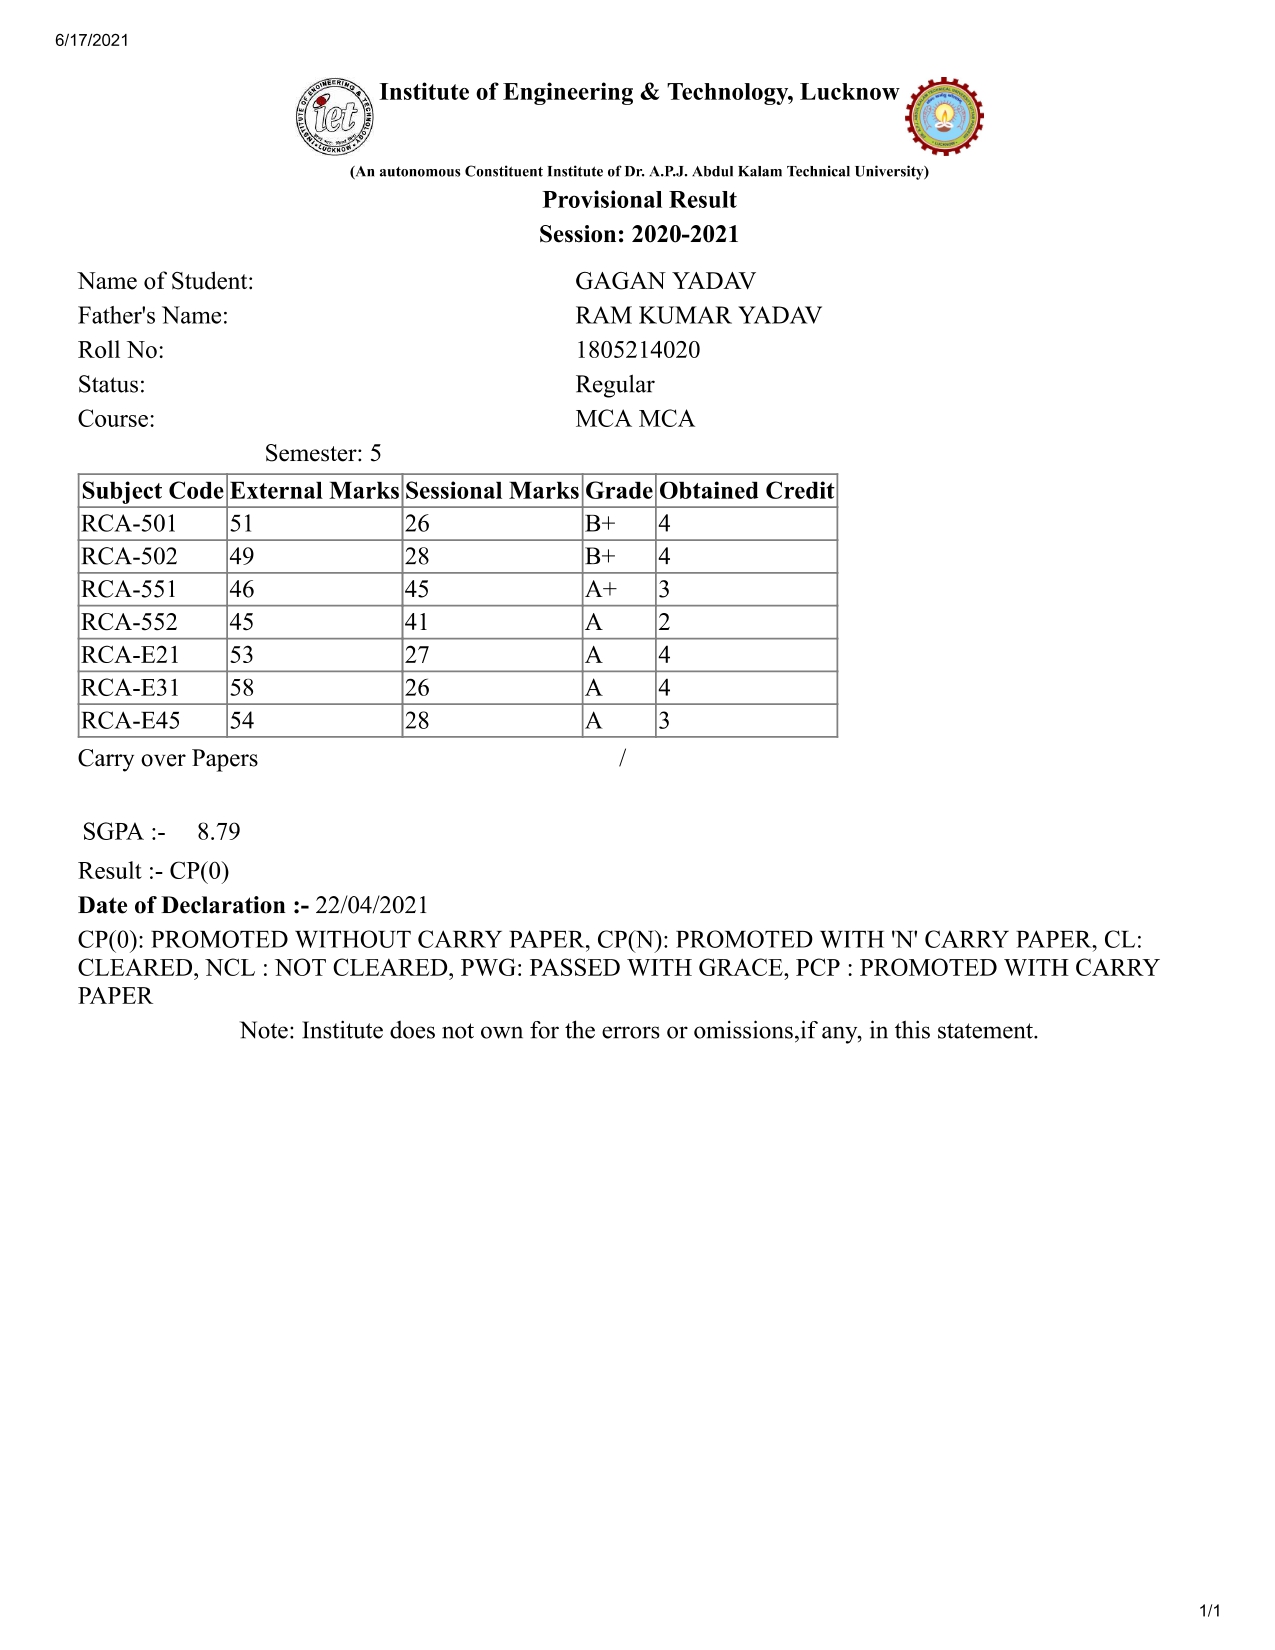 6/17/2021
Institute of Engineering & Technology, Lucknow
INSTITUTE OF ENGINEERING & TECHNOLOGY
iet
LUCKNOW
(An autonomous Constituent Institute of Dr. A.P.J. Abdul Kalam Technical University)
Provisional Result
Session: 2020-2021
Name of Student: GAGAN YADAV
Father's Name: RAM KUMAR YADAV
Roll No: 1805214020
Status: Regular
Course: MCA MCA
Semester: 5
Subject Code External Marks Sessional Marks Grade Obtained Credit
RCA-501 51 26 B+ 4
RCA-502 49 28 B+ 4
RCA-551 46 45 A+ 3
RCA-552 45 41 A 2
RCA-E21 53 27 A 4
RCA-E31 58 26 A 4
RCA-E45 54 28 A 3
Carry over Papers /
SGPA :- 8.79
Result :- CP(0)
Date of Declaration :- 22/04/2021
CP(0): PROMOTED WITHOUT CARRY PAPER, CP(N): PROMOTED WITH 'N' CARRY PAPER, CL:
CLEARED, NCL : NOT CLEARED, PWG: PASSED WITH GRACE, PCP : PROMOTED WITH CARRY
PAPER
Note: Institute does not own for the errors or omissions,if any, in this statement.
1/1